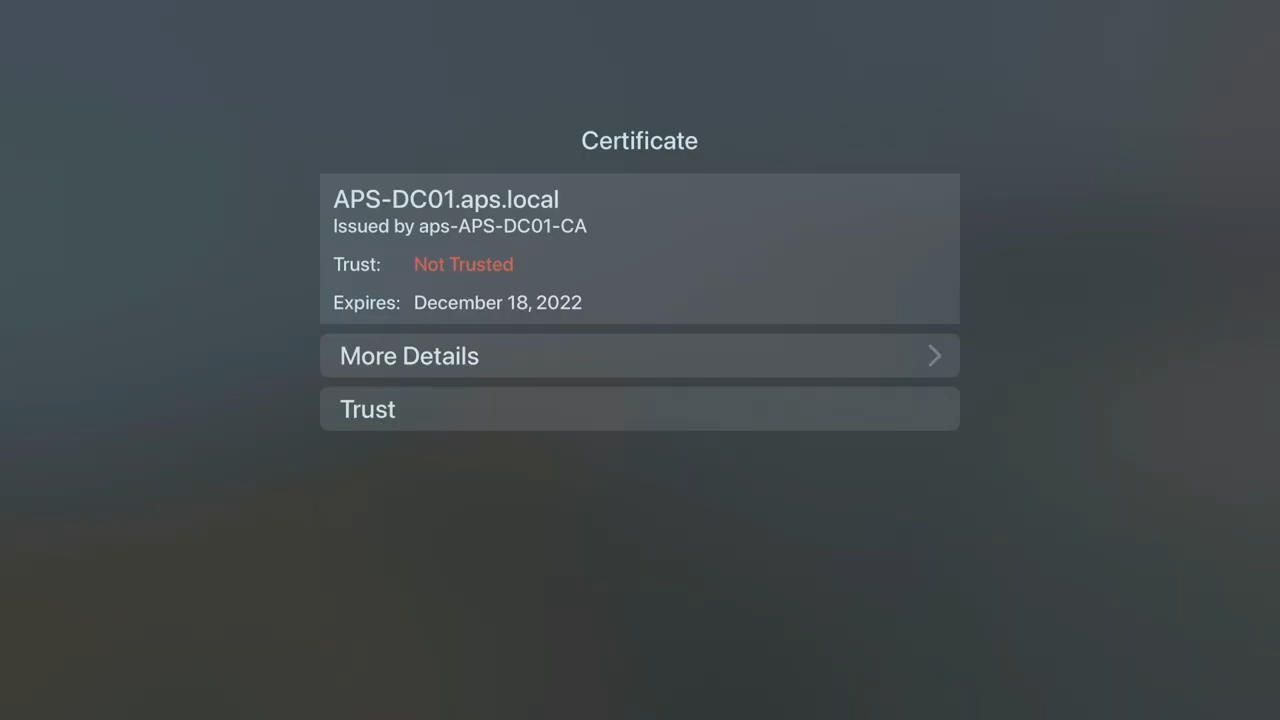 Certificate
APS-DC01.aps.local
Issued by aps-APS-DC01-CA
Trust: Not Trusted
Expires: December 18, 2022
More Details
Trust